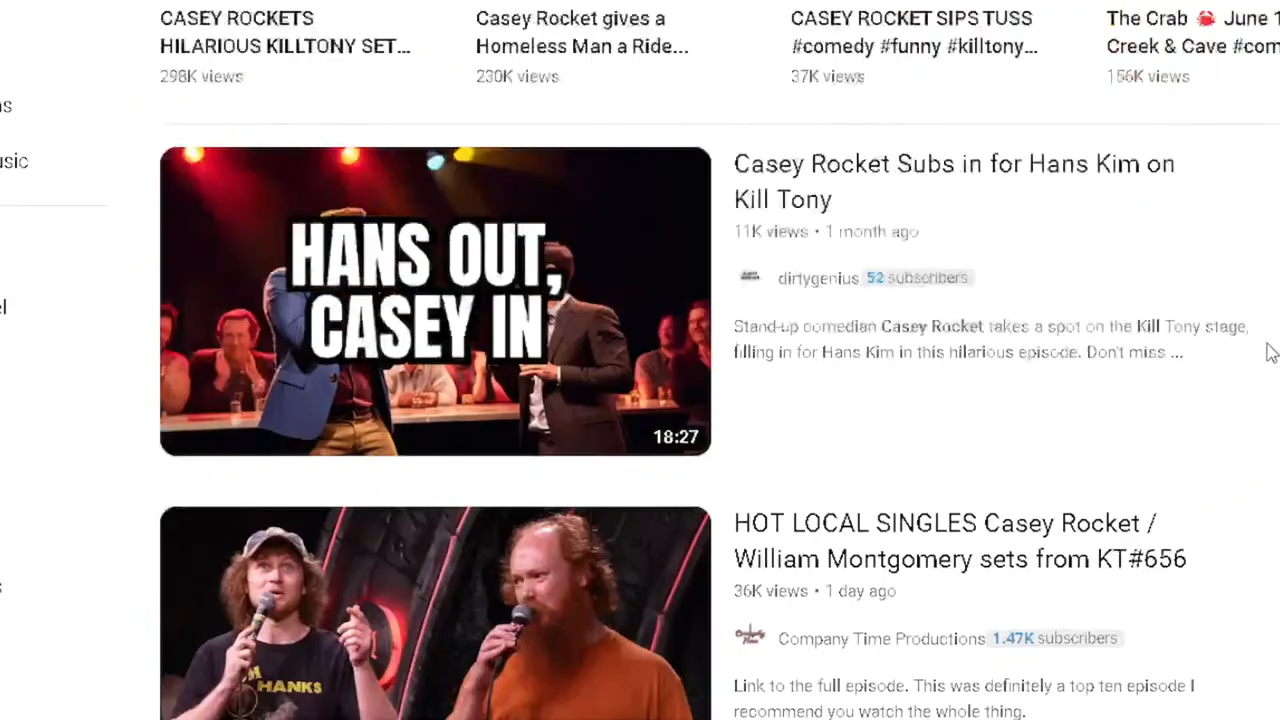 CASEY ROCKETS
HILARIOUS KILLTONY SET...
298K views
Casey Rocket gives a
Homeless Man a Ride...
230K views
CASEY ROCKET SIPS TUSS
#comedy #funny #killtony...
37K views
The Crab 🦀 June 1
Creek & Cave #com
156K views
usic
HANS OUT,
CASEY IN
18:27
Casey Rocket Subs in for Hans Kim on
Kill Tony
11K views • 1 month ago
dirtygenius 52 subscribers
Stand-up comedian Casey Rocket takes a spot on the Kill Tony stage,
filling in for Hans Kim in this hilarious episode. Don't miss ...
HANKS
HOT LOCAL SINGLES Casey Rocket /
William Montgomery sets from KT#656
36K views • 1 day ago
Company Time Productions 1.47K subscribers
Link to the full episode. This was definitely a top ten episode I
recommend you watch the whole thing.